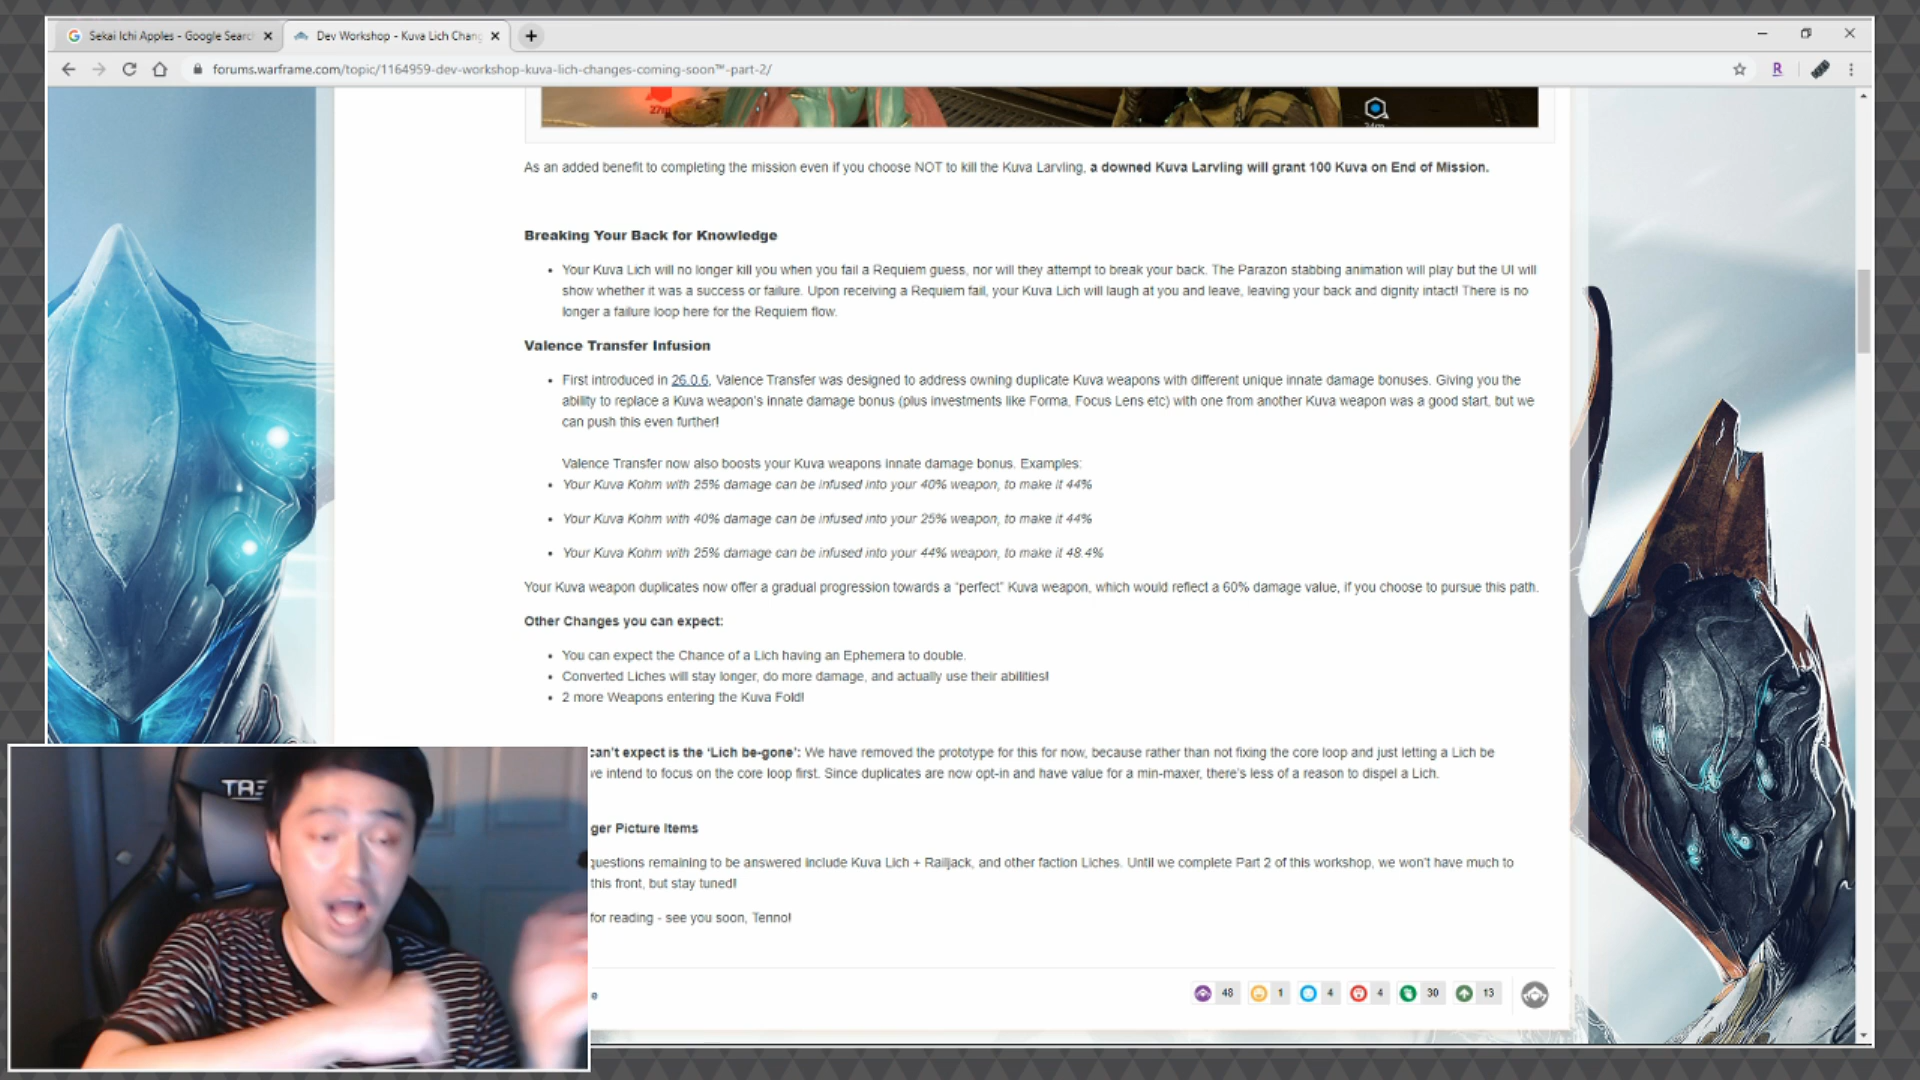 Sekai Ichi Apples - Google Searc
Dev Workshop - Kuva Lich Chang
forums.warframe.com/topic/1164959-dev-workshop-kuva-lich-changes-coming-soon™-part-2/
R
27m
24m
As an added benefit to completing the mission even if you choose NOT to kill the Kuva Larvling, a downed Kuva Larvling will grant 100 Kuva on End of Mission.
Breaking Your Back for Knowledge
• Your Kuva Lich will no longer kill you when you fail a Requiem guess, nor will they attempt to break your back. The Parazon stabbing animation will play but the UI will
show whether it was a success or failure. Upon receiving a Requiem fail, your Kuva Lich will laugh at you and leave, leaving your back and dignity intact! There is no
longer a failure loop here for the Requiem flow.
Valence Transfer Infusion
• First introduced in 26.0.6, Valence Transfer was designed to address owning duplicate Kuva weapons with different unique innate damage bonuses. Giving you the
ability to replace a Kuva weapon's innate damage bonus (plus investments like Forma, Focus Lens etc) with one from another Kuva weapon was a good start, but we
can push this even further!
Valence Transfer now also boosts your Kuva weapons innate damage bonus. Examples:
• Your Kuva Kohm with 25% damage can be infused into your 40% weapon, to make it 44%
• Your Kuva Kohm with 40% damage can be infused into your 25% weapon, to make it 44%
• Your Kuva Kohm with 25% damage can be infused into your 44% weapon, to make it 48.4%
Your Kuva weapon duplicates now offer a gradual progression towards a "perfect" Kuva weapon, which would reflect a 60% damage value, if you choose to pursue this path.
Other Changes you can expect:
• You can expect the Chance of a Lich having an Ephemera to double.
• Converted Liches will stay longer, do more damage, and actually use their abilities!
• 2 more Weapons entering the Kuva Fold!
can't expect is the 'Lich be-gone': We have removed the prototype for this for now, because rather than not fixing the core loop and just letting a Lich be
we intend to focus on the core loop first. Since duplicates are now opt-in and have value for a min-maxer, there's less of a reason to dispel a Lich.
ger Picture Items
questions remaining to be answered include Kuva Lich + Railjack, and other faction Liches. Until we complete Part 2 of this workshop, we won't have much to
this front, but stay tuned!
for reading - see you soon, Tenno!
e
48 1 4 4 30 13